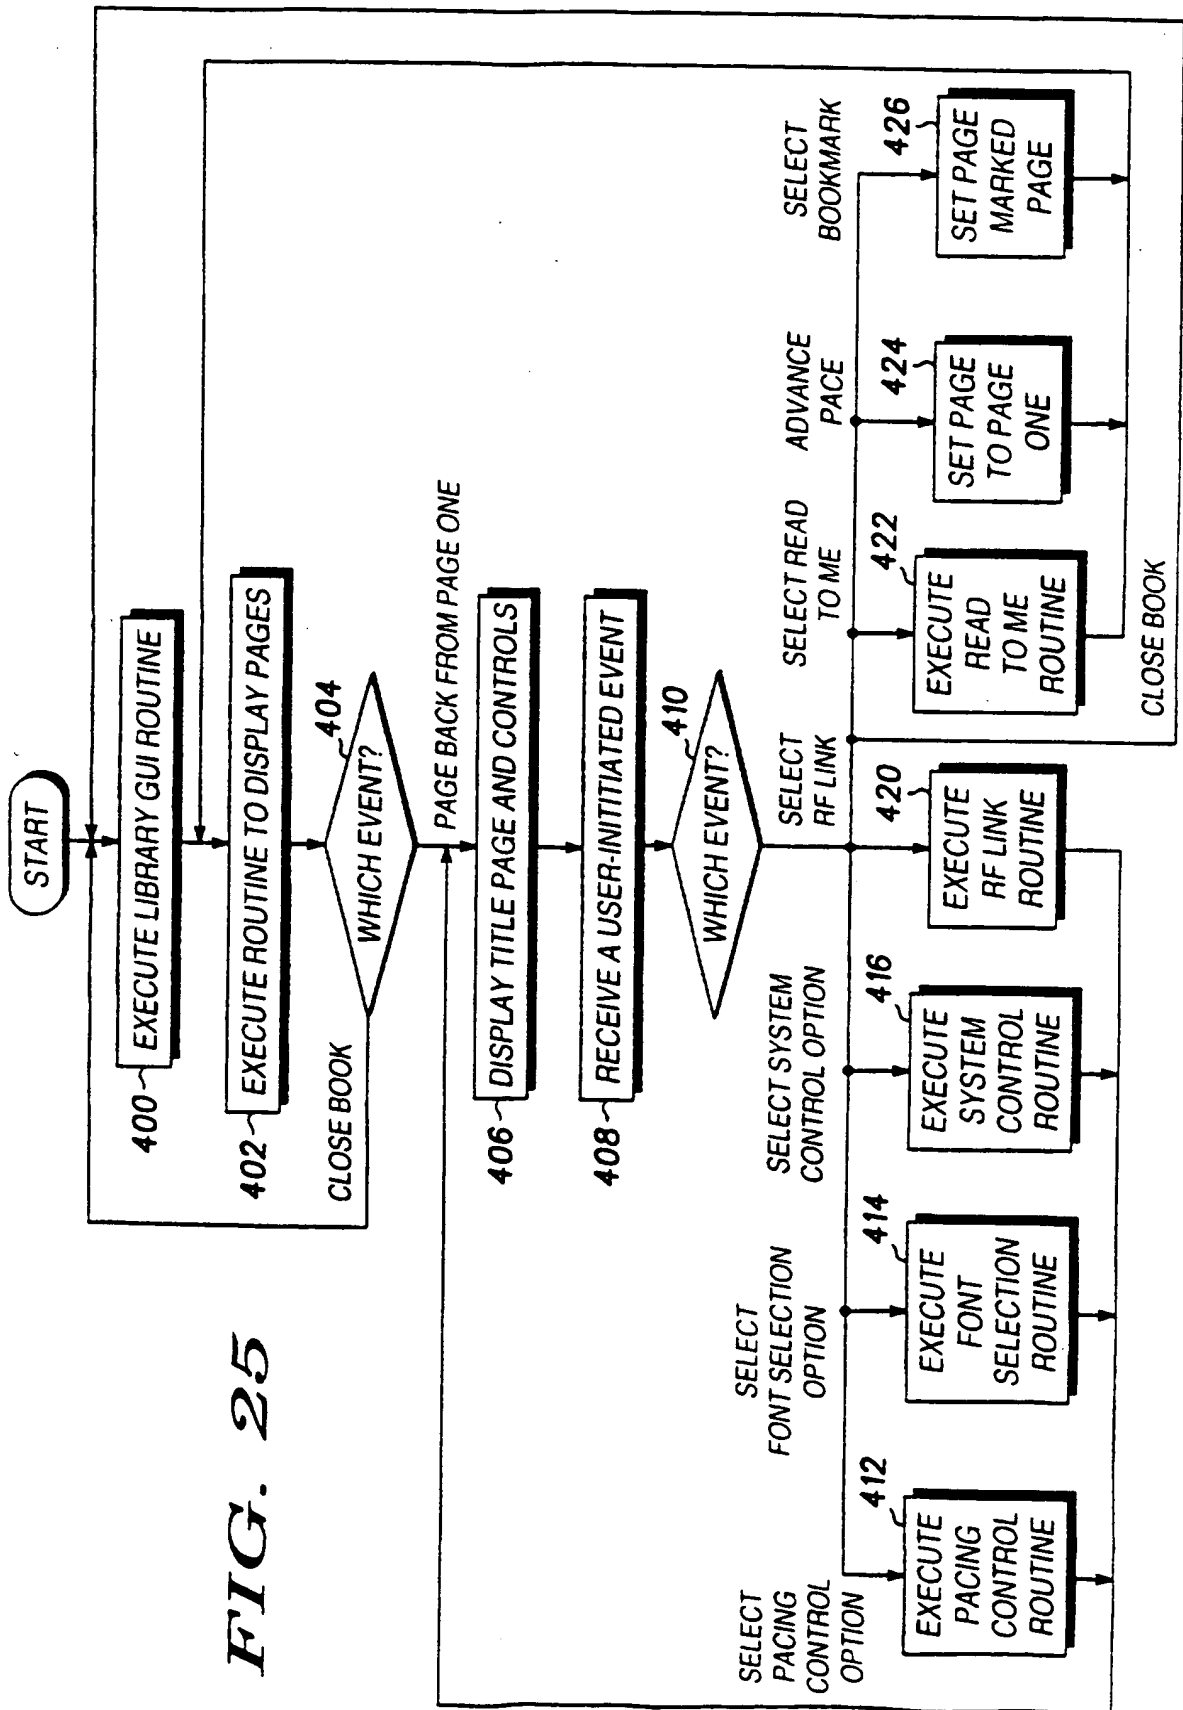 START
EXECUTE LIBRARY GUI ROUTINE
400
EXECUTE ROUTINE TO DISPLAY PAGES
402
WHICH EVENT?
404
CLOSE BOOK
PAGE BACK FROM PAGE ONE
DISPLAY TITLE PAGE AND CONTROLS
406
RECEIVE A USER-INITIATED EVENT
408
WHICH EVENT?
410
SELECT
PACING
CONTROL
OPTION
412
EXECUTE
PACING
CONTROL
ROUTINE
SELECT
FONT SELECTION
OPTION
414
EXECUTE
FONT
SELECTION
ROUTINE
SELECT SYSTEM
CONTROL OPTION
416
EXECUTE
SYSTEM
CONTROL
ROUTINE
SELECT
RF LINK
420
EXECUTE
RF LINK
ROUTINE
SELECT READ
TO ME
422
EXECUTE
READ
TO ME
ROUTINE
ADVANCE
PACE
424
SET PAGE
TO PAGE
ONE
SELECT
BOOKMARK
426
SET PAGE
MARKED
PAGE
CLOSE BOOK
FIG. 25